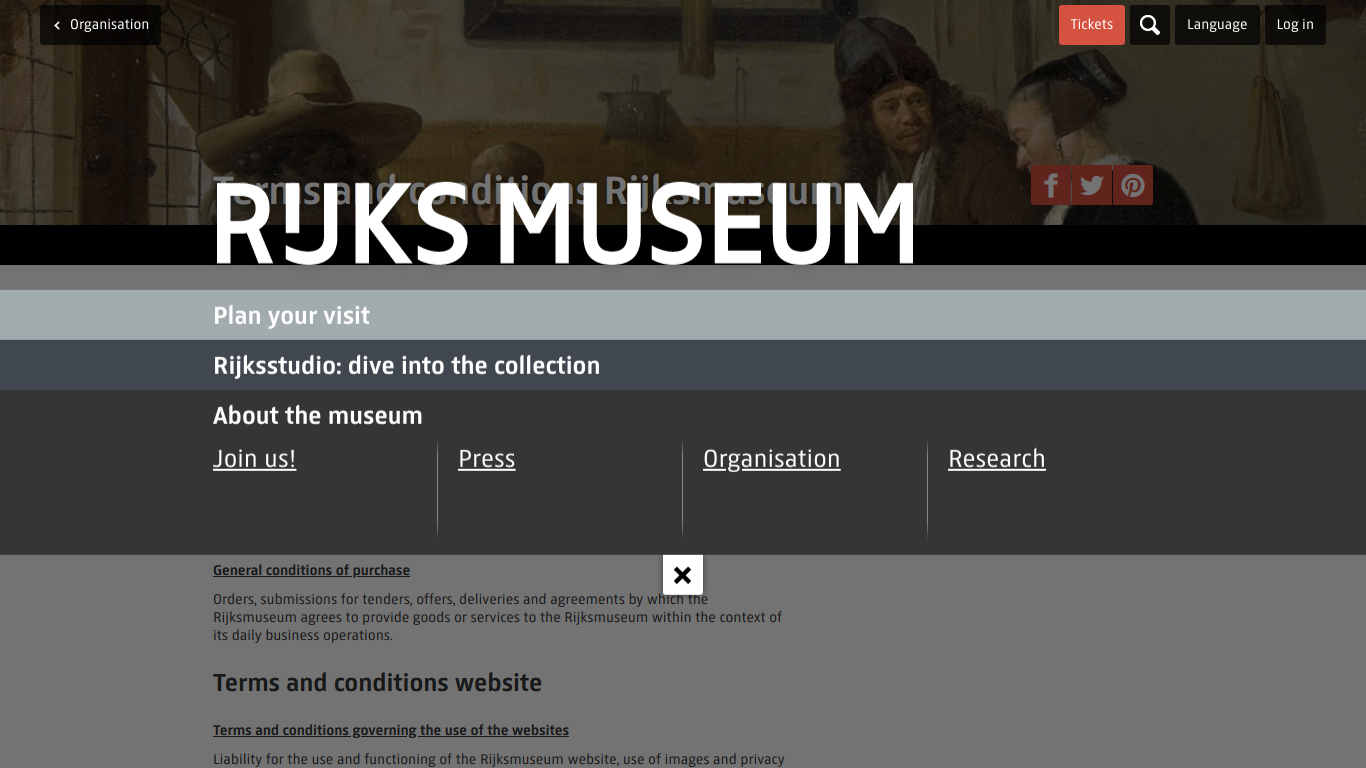 Organisation
Tickets
Language
Log in
Terms and conditions Rijksmuseum
RIJKS MUSEUM
Plan your visit
Rijksstudio: dive into the collection
About the museum
Join us!
Press
Organisation
Research
General conditions of purchase
Orders, submissions for tenders, offers, deliveries and agreements by which the
Rijksmuseum agrees to provide goods or services to the Rijksmuseum within the context of
its daily business operations.
Terms and conditions website
Terms and conditions governing the use of the websites
Liability for the use and functioning of the Rijksmuseum website, use of images and privacy